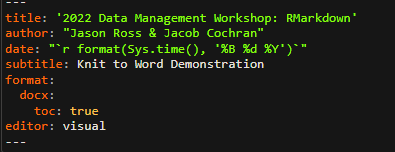 ---
title: '2022 Data Management Workshop: RMarkdown'
author: "Jason Ross & Jacob Cochran"
date: "`r format(Sys.time(), '%B %d %Y')`"
subtitle: Knit to Word Demonstration
format:
  docx:
    toc: true
editor: visual
---